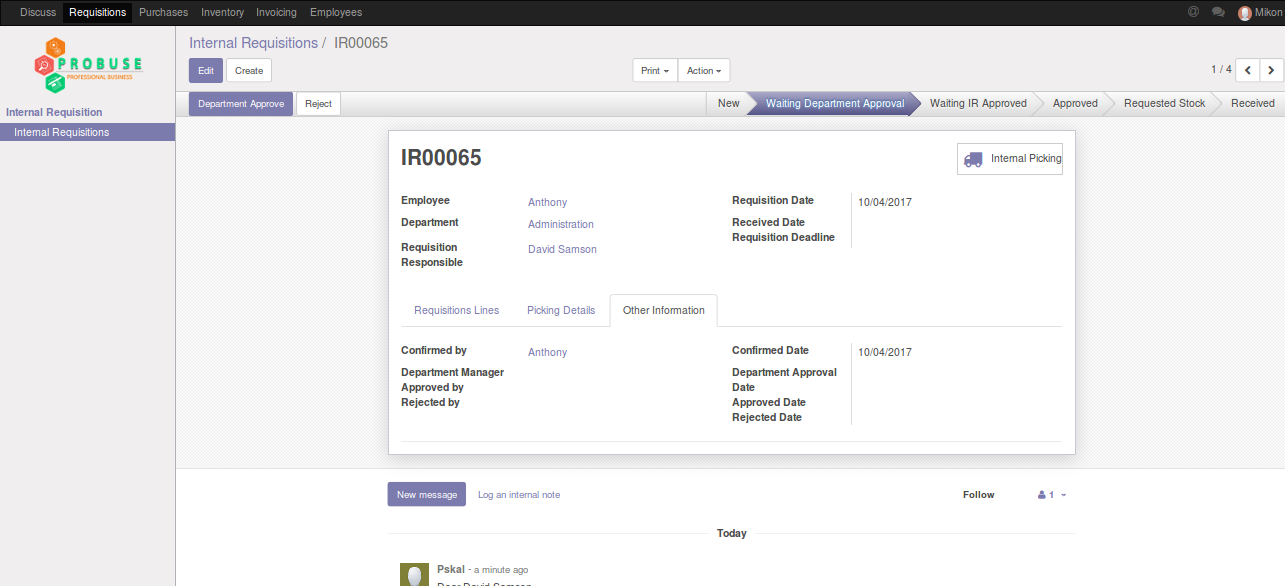 Discuss Requisitions Purchases Inventory Invoicing Employees @ Mikon
PROBUSE
PROFESSIONAL BUSINESS
Internal Requisition
Internal Requisitions
Internal Requisitions / IR00065
Edit Create Print Action 1 / 4
Department Approve Reject New Waiting Department Approval Waiting IR Approved Approved Requested Stock Received
IR00065 Internal Picking
Employee Anthony Requisition Date 10/04/2017
Department Administration Received Date
Requisition Deadline
Requisition Responsible David Samson
Requisitions Lines Picking Details Other Information
Confirmed by Anthony Confirmed Date 10/04/2017
Department Manager Department Approval
Approved by Date
Rejected by Approved Date
Rejected Date
New message Log an internal note Follow 1
Today
Pskal - a minute ago
Dear David Samson